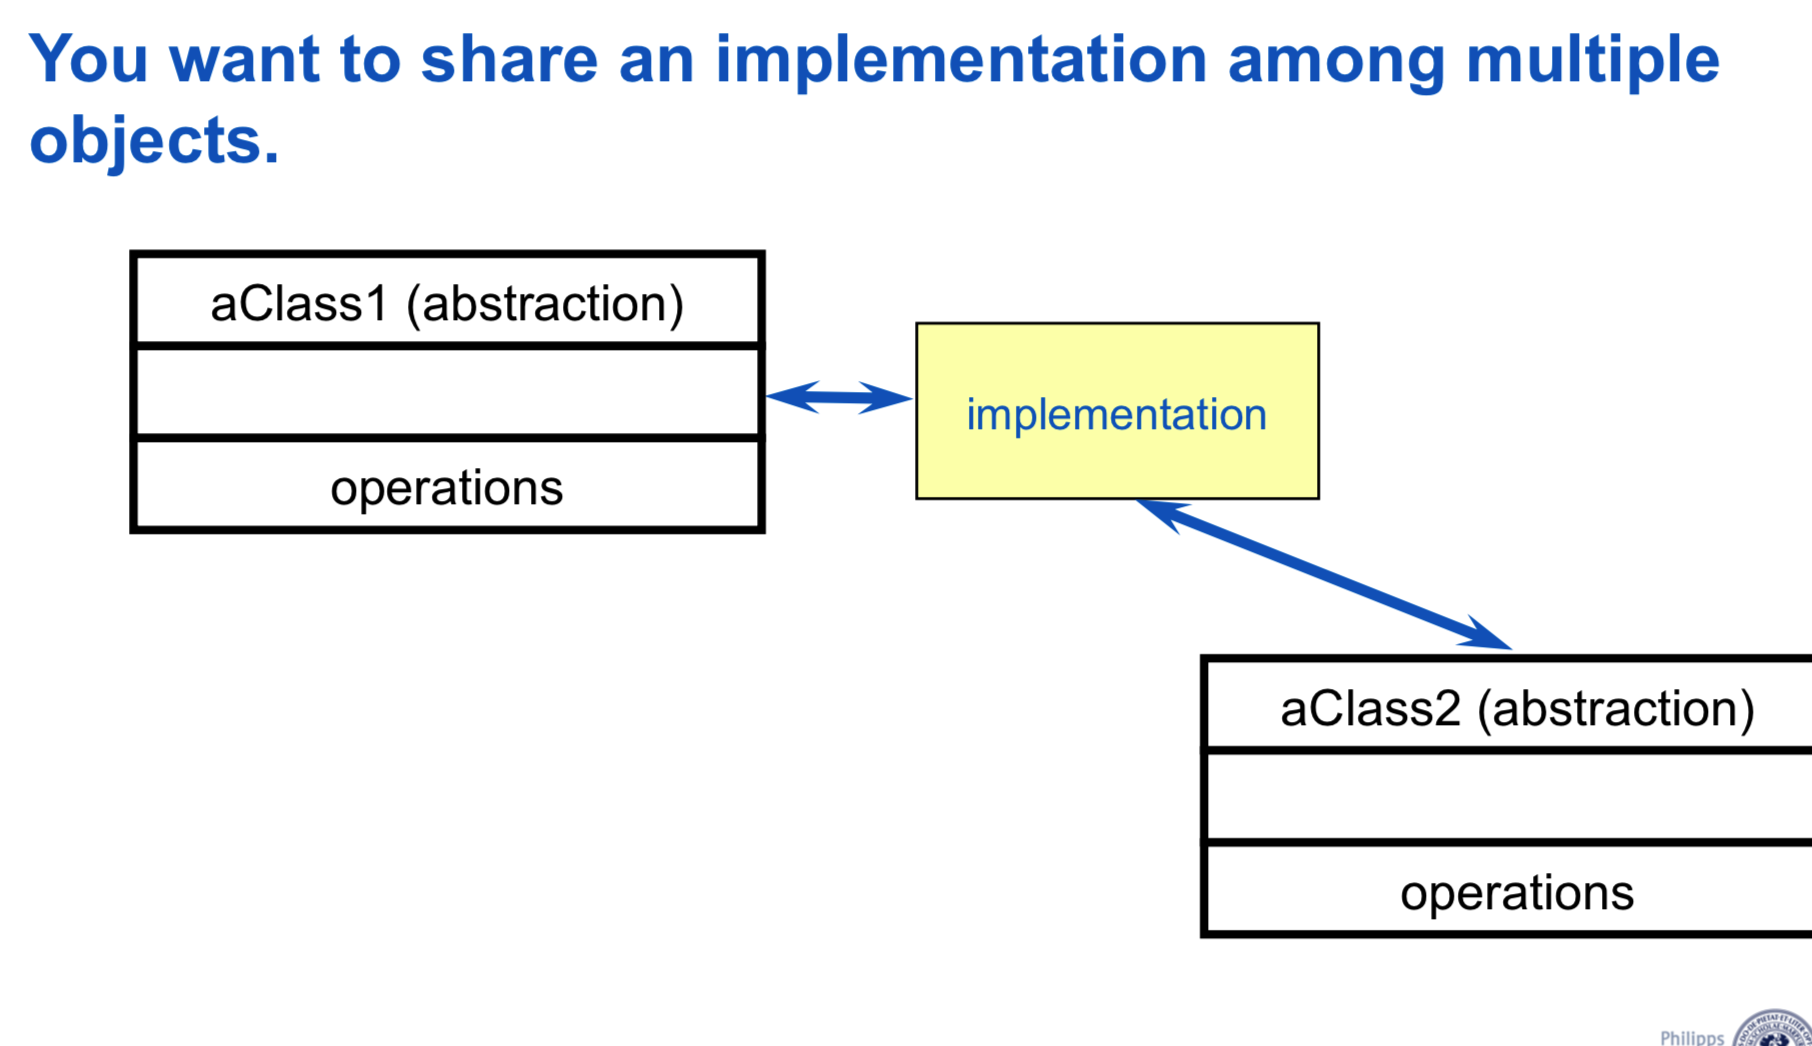 You want to share an implementation among multiple
objects.
aClass1 (abstraction)
operations
implementation
aClass2 (abstraction)
operations
Philipps